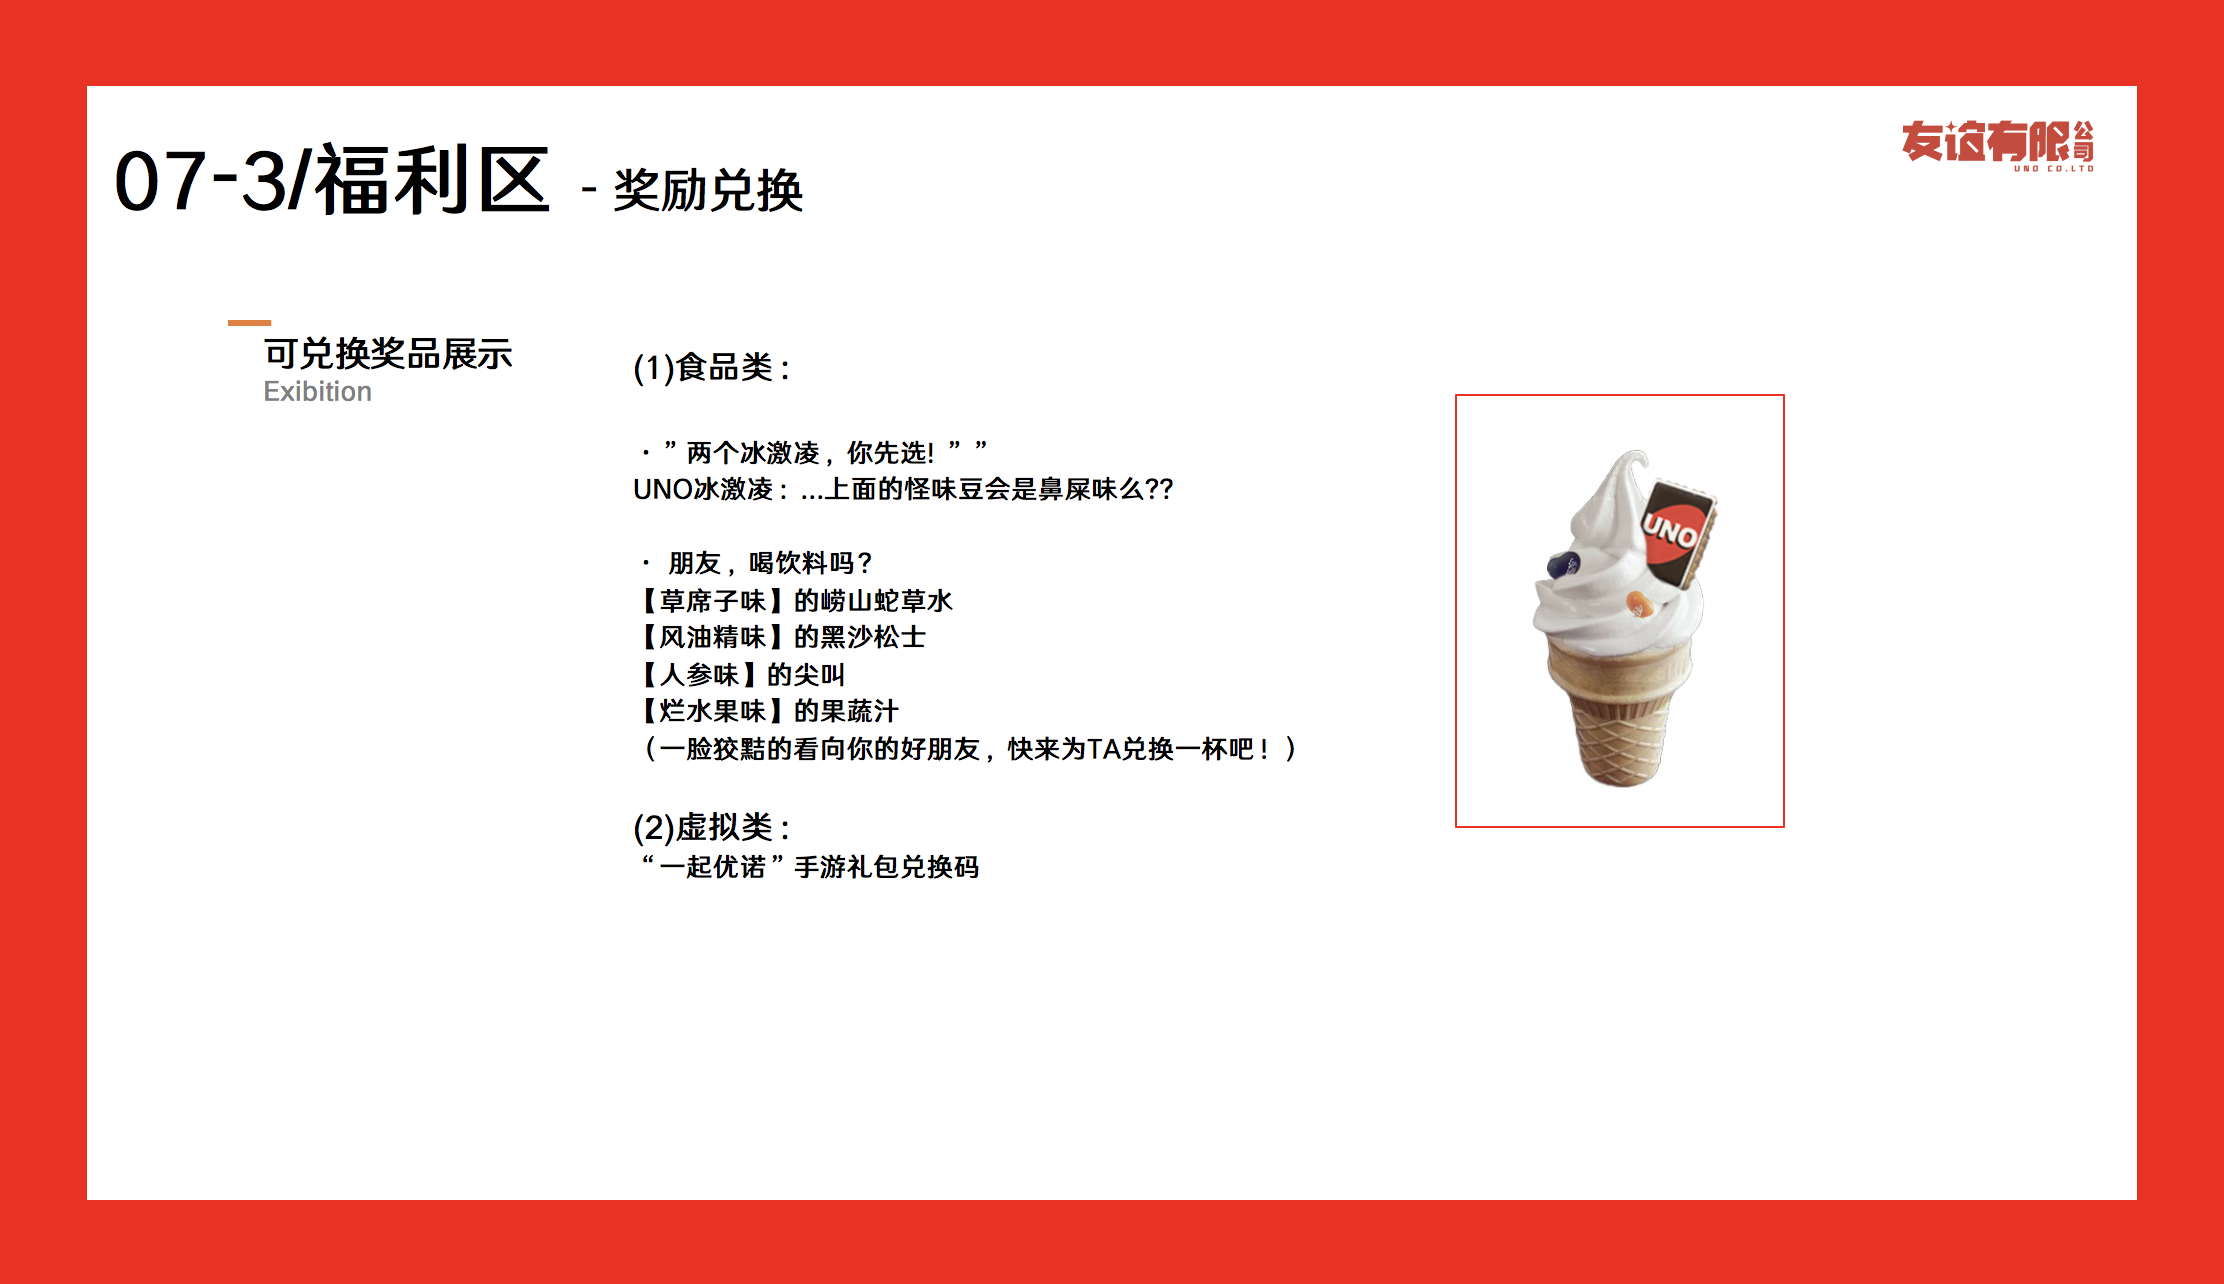 07-3/福利区 - 奖励兑换
友谊有限公司
UNO CO.LTD
可兑换奖品展示
Exibition
(1)食品类：
·”两个冰激凌，你先选! ””
UNO冰激凌：...上面的怪味豆会是鼻屎味么??
· 朋友，喝饮料吗？
【草席子味】的崂山蛇草水
【风油精味】的黑沙松士
【人参味】的尖叫
【烂水果味】的果蔬汁
（一脸狡黠的看向你的好朋友，快来为TA兑换一杯吧！）
(2)虚拟类：
“一起优诺”手游礼包兑换码
UNO